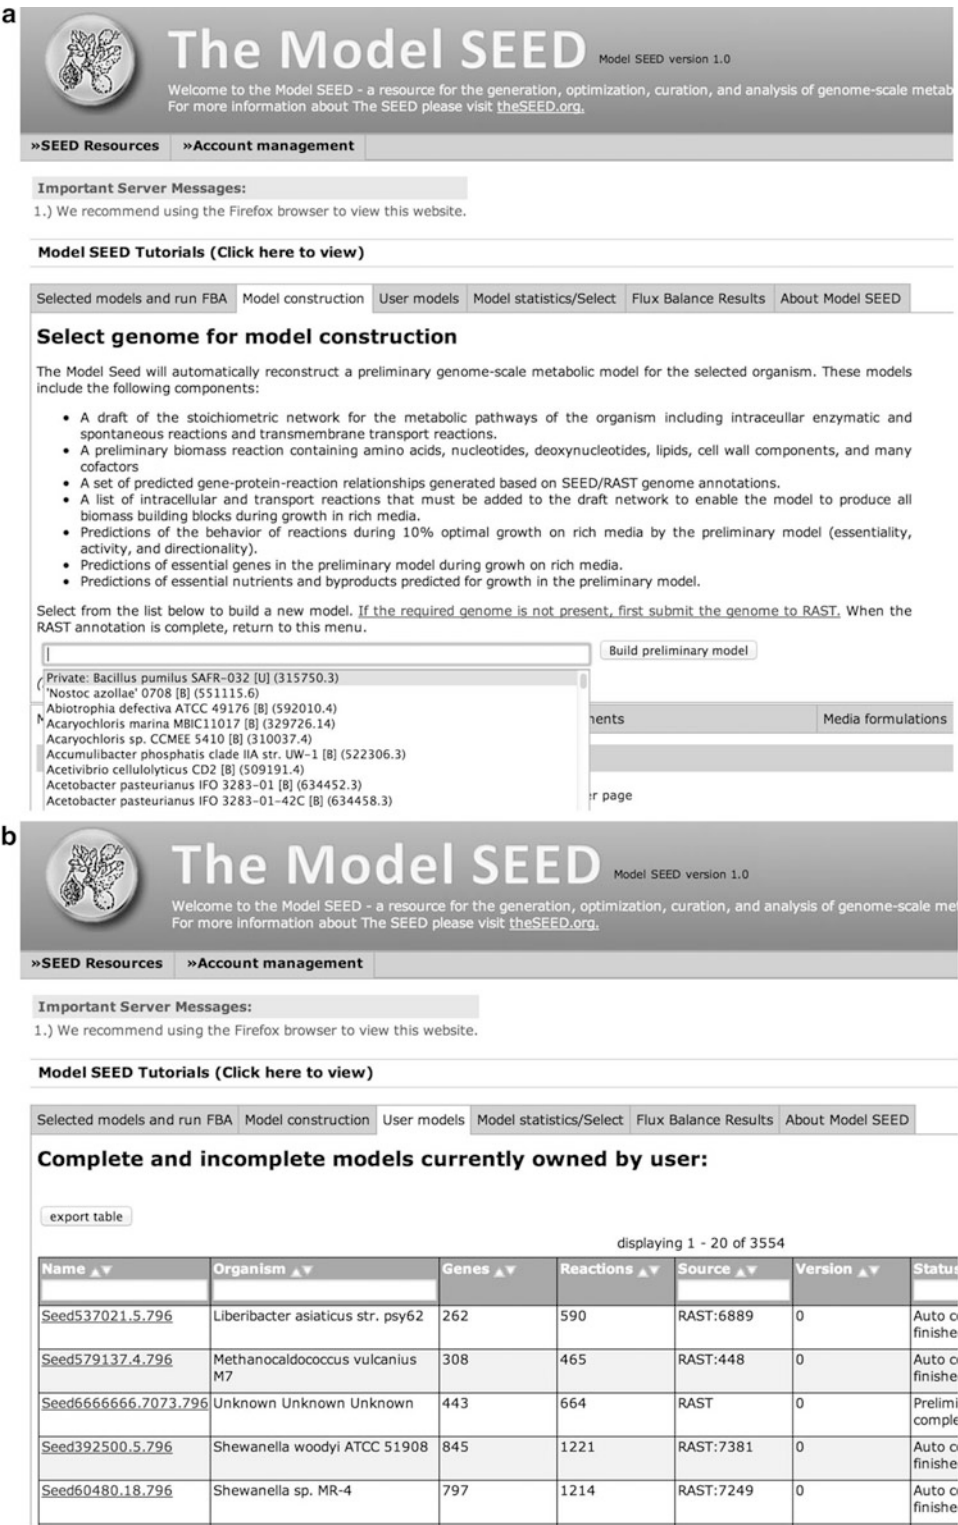 a
The Model SEED Model SEED version 1.0
Welcome to the Model SEED - a resource for the generation, optimization, curation, and analysis of genome-scale metab
For more information about The SEED please visit theSEED.org.
»SEED Resources »Account management
Important Server Messages:
1.) We recommend using the Firefox browser to view this website.
Model SEED Tutorials (Click here to view)
Selected models and run FBA Model construction User models Model statistics/Select Flux Balance Results About Model SEED
Select genome for model construction
The Model Seed will automatically reconstruct a preliminary genome-scale metabolic model for the selected organism. These models
include the following components:
• A draft of the stoichiometric network for the metabolic pathways of the organism including intraceullar enzymatic and
spontaneous reactions and transmembrane transport reactions.
• A preliminary biomass reaction containing amino acids, nucleotides, deoxynucleotides, lipids, cell wall components, and many
cofactors
• A set of predicted gene-protein-reaction relationships generated based on SEED/RAST genome annotations.
• A list of intracellular and transport reactions that must be added to the draft network to enable the model to produce all
biomass building blocks during growth in rich media.
• Predictions of the behavior of reactions during 10% optimal growth on rich media by the preliminary model (essentiality,
activity, and directionality).
• Predictions of essential genes in the preliminary model during growh on rich media.
• Predictions of essential nutrients and byproducts predicted for growth in the preliminary model.
Select from the list below to build a new model. If the required genome is not present, first submit the genome to RAST. When the
RAST annotation is complete, return to this menu.
Build preliminary model
Private: Bacillus pumilus SAFR-032 [U] (315750.3)
'Nostoc azollae' 0708 [B] (551115.6)
Abiotrophia defectiva ATCC 49176 [B] (592010.4)
Acaryochloris marina MBIC11017 [B] (329726.14)
Acaryochloris sp. CCMEE 5410 [B] (310037.4)
Accumulibacter phosphatis clade IIA str. UW-1 [B] (522306.3)
Acetivibrio cellulolyticus CD2 [B] (509191.4)
Acetobacter pasteurianus IFO 3283-01 [B] (634452.3)
Acetobacter pasteurianus IFO 3283-01-42C [B] (634458.3)
ents Media formulations
r page
b
The Model SEED Model SEED version 1.0
Welcome to the Model SEED - a resource for the generation, optimization, curation, and analysis of genome-scale me
For more information about The SEED please visit theSEED.org.
»SEED Resources »Account management
Important Server Messages:
1.) We recommend using the Firefox browser to view this website.
Model SEED Tutorials (Click here to view)
Selected models and run FBA Model construction User models Model statistics/Select Flux Balance Results About Model SEED
Complete and incomplete models currently owned by user:
export table
displaying 1 - 20 of 3554
Name Organism Genes Reactions Source Version Status
Seed537021.5.796 Liberibacter asiaticus str. psy62 262 590 RAST:6889 0 Auto c
finishe
Seed579137.4.796 Methanocaldococcus vulcanius 308 465 RAST:448 0 Auto c
M7 finishe
Seed6666666.7073.796 Unknown Unknown Unknown 443 664 RAST 0 Prelimi
comple
Seed392500.5.796 Shewanella woodyi ATCC 51908 845 1221 RAST:7381 0 Auto c
finishe
Seed60480.18.796 Shewanella sp. MR-4 797 1214 RAST:7249 0 Auto c
finishe